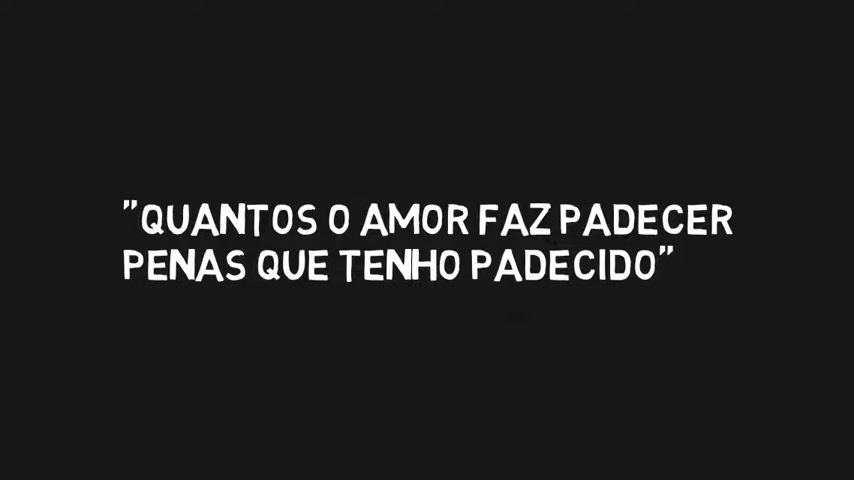 "QUANTOS O AMOR FAZ PADECER
PENAS QUE TENHO PADECIDO"